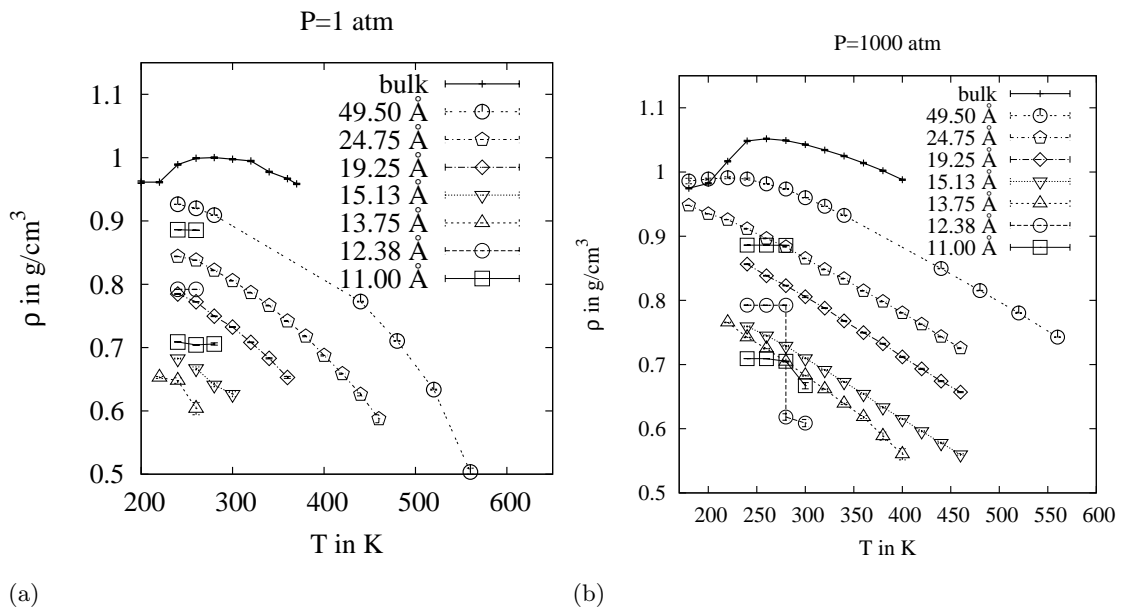 P=1 atm
bulk
49.50 Å
24.75 Å
19.25 Å
15.13 Å
13.75 Å
12.38 Å
11.00 Å
1.1
1
0.9
0.8
0.7
0.6
0.5
ρ in g/cm³
200 300 400 500 600
T in K
(a)
P=1000 atm
bulk
49.50 Å
24.75 Å
19.25 Å
15.13 Å
13.75 Å
12.38 Å
11.00 Å
1.1
1
0.9
0.8
0.7
0.6
0.5
ρ in g/cm³
200 250 300 350 400 450 500 550 600
T in K
(b)